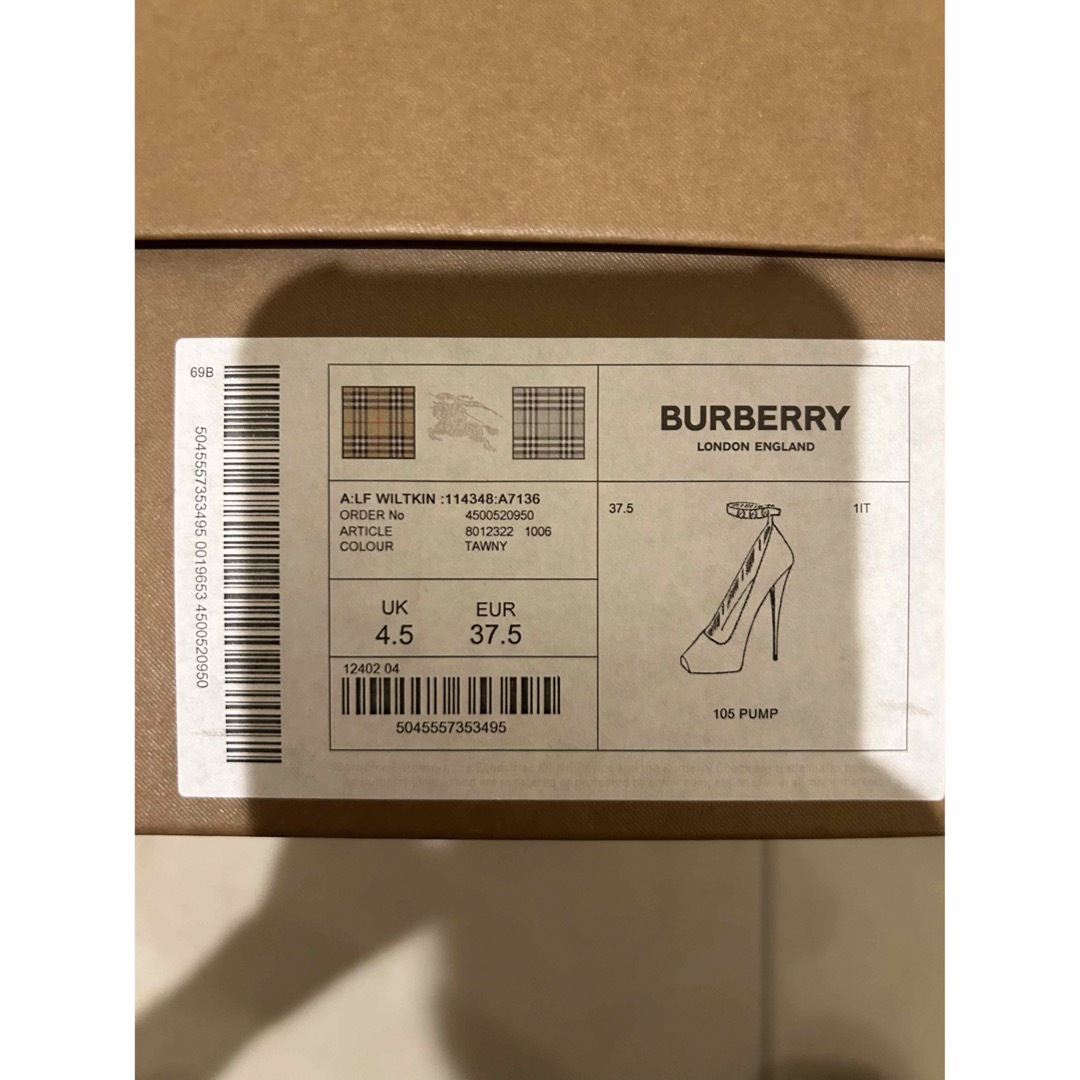 69B
5045557353495 0019653 4500520950
BURBERRY
LONDON ENGLAND
A:LF WILTKIN :114348:A7136
ORDER No 4500520950
ARTICLE 8012322 1006
COLOUR TAWNY
UK EUR
4.5 37.5
12402 04
5045557353495
37.5 1IT
105 PUMP